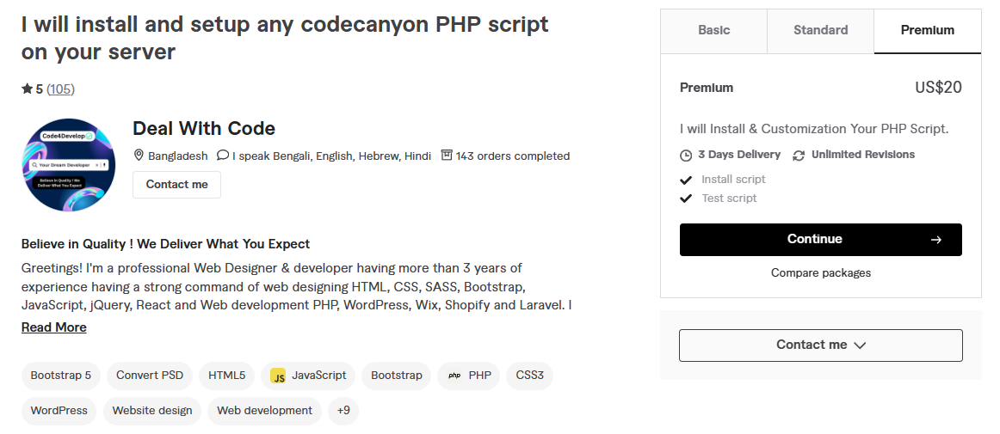 I will install and setup any codecanyon PHP script
on your server
5 (105)
Code4Develop
Your Dream Developer
Believe in Quality ! We
Deliver What You Expect
Deal With Code
Bangladesh I speak Bengali, English, Hebrew, Hindi 143 orders completed
Contact me
Believe in Quality ! We Deliver What You Expect
Greetings! I'm a professional Web Designer & developer having more than 3 years of
experience having a strong command of web designing HTML, CSS, SASS, Bootstrap,
JavaScript, jQuery, React and Web development PHP, WordPress, Wix, Shopify and Laravel. I
Read More
Bootstrap 5 Convert PSD HTML5 JS JavaScript Bootstrap php PHP CSS3
WordPress Website design Web development +9
Basic Standard Premium
Premium US$20
I will Install & Customization Your PHP Script.
3 Days Delivery Unlimited Revisions
Install script
Test script
Continue
Compare packages
Contact me